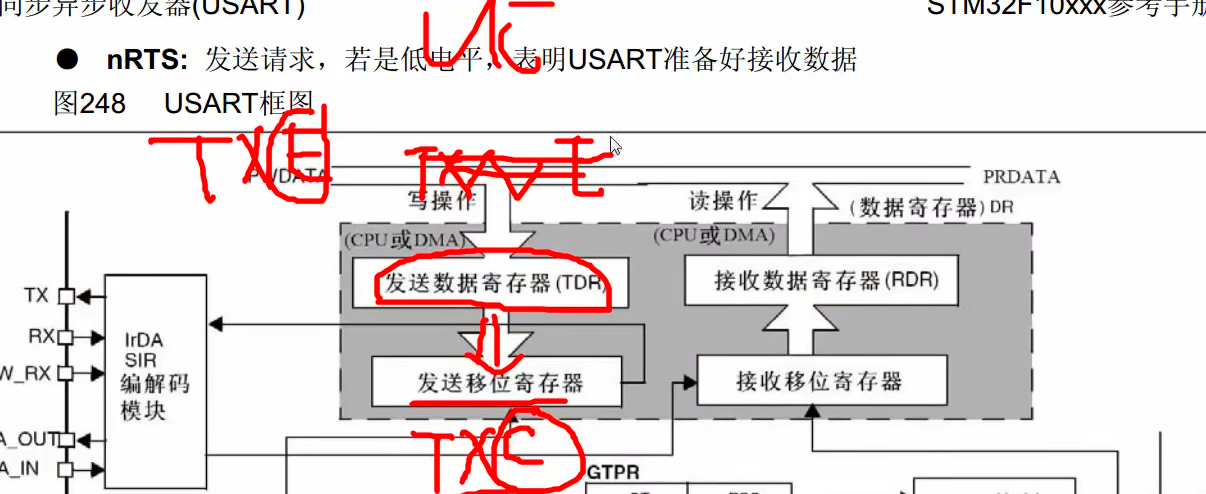 同步异步收发器(USART) STM32F10xxx参考手册
● nRTS: 发送请求，若是低电平，表明USART准备好接收数据
图248 USART框图
TXE
PWDATA PRDATA
写操作 读操作 (数据寄存器)DR
(CPU或DMA) (CPU或DMA)
发送数据寄存器(TDR) 接收数据寄存器(RDR)
TX
RX
IrDA
SIR
编解码
模块
W_RX
发送移位寄存器 接收移位寄存器
A_OUT
A_IN
TXE
GTPR